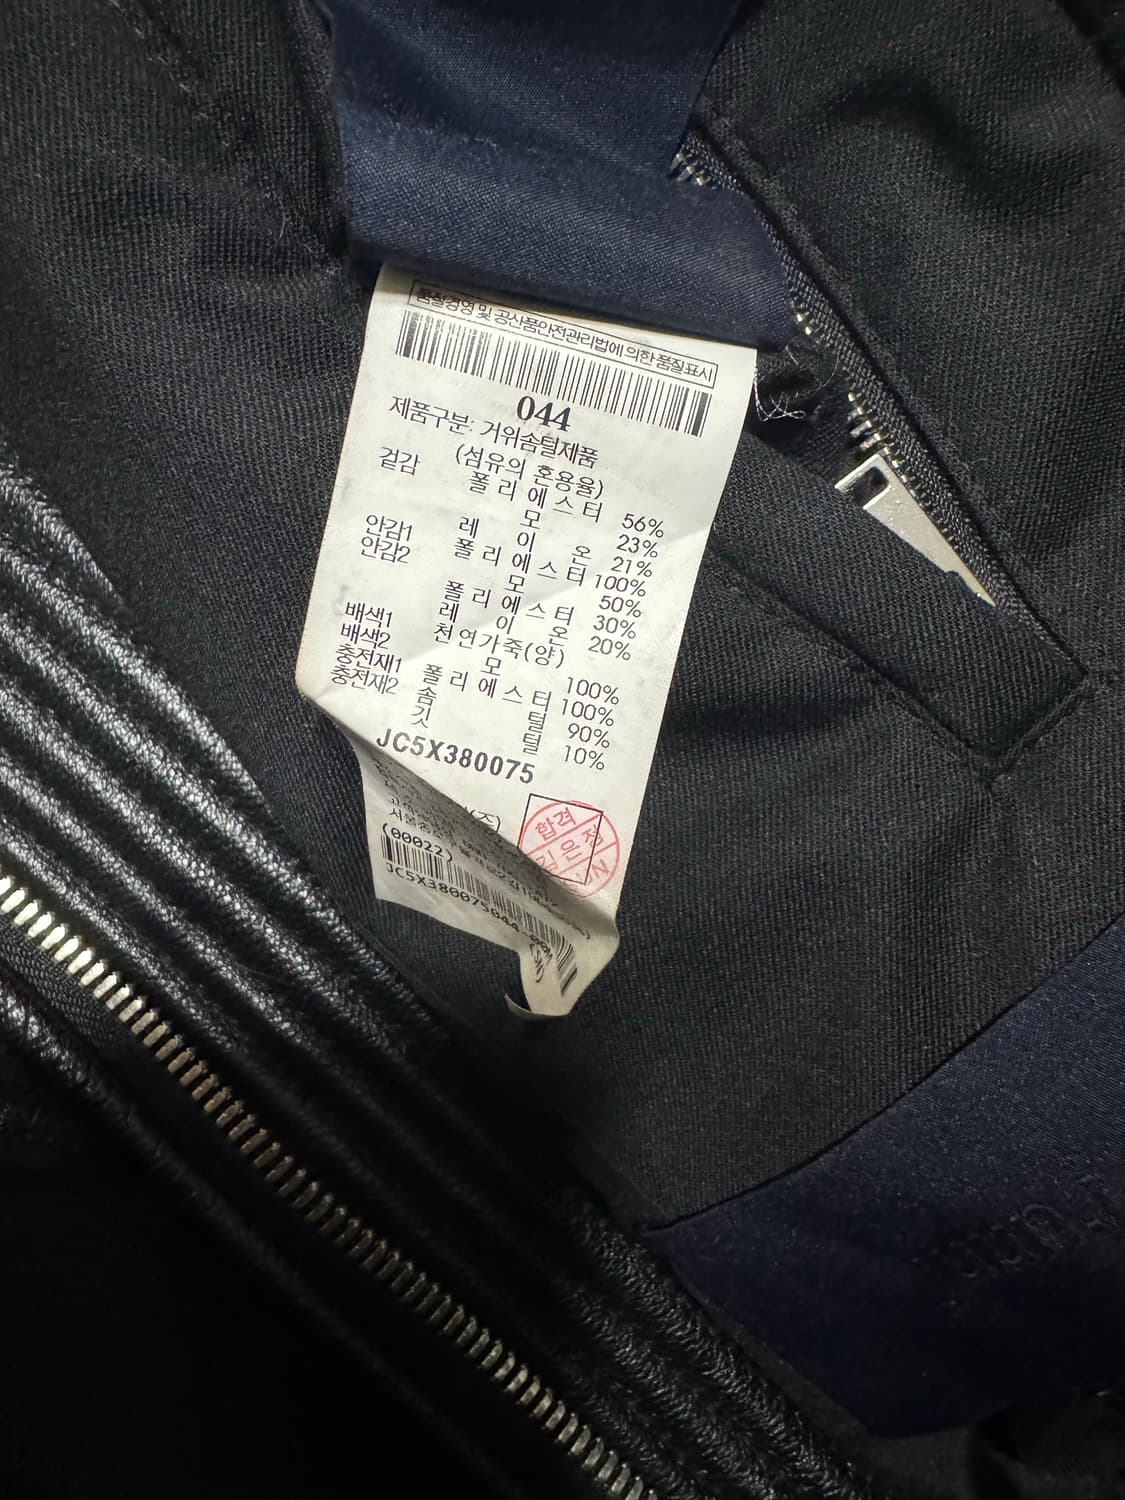 품질경영 및 공산품안전관리법에 의한 품질표시
044
제품구분: 거위솜털제품
(섬유의 혼용율)
겉감 폴리에스터 56%
모 23%
레이온 21%
안감1 폴리에스터 100%
안감2 모 50%
폴리에스터 30%
레이온 20%
배색1 천연가죽(양)
배색2 모 100%
충전재1 폴리에스터 100%
충전재2 솜털 90%
깃털 10%
JC5X380075
(주)
합격
(00022)
JC5X380075044